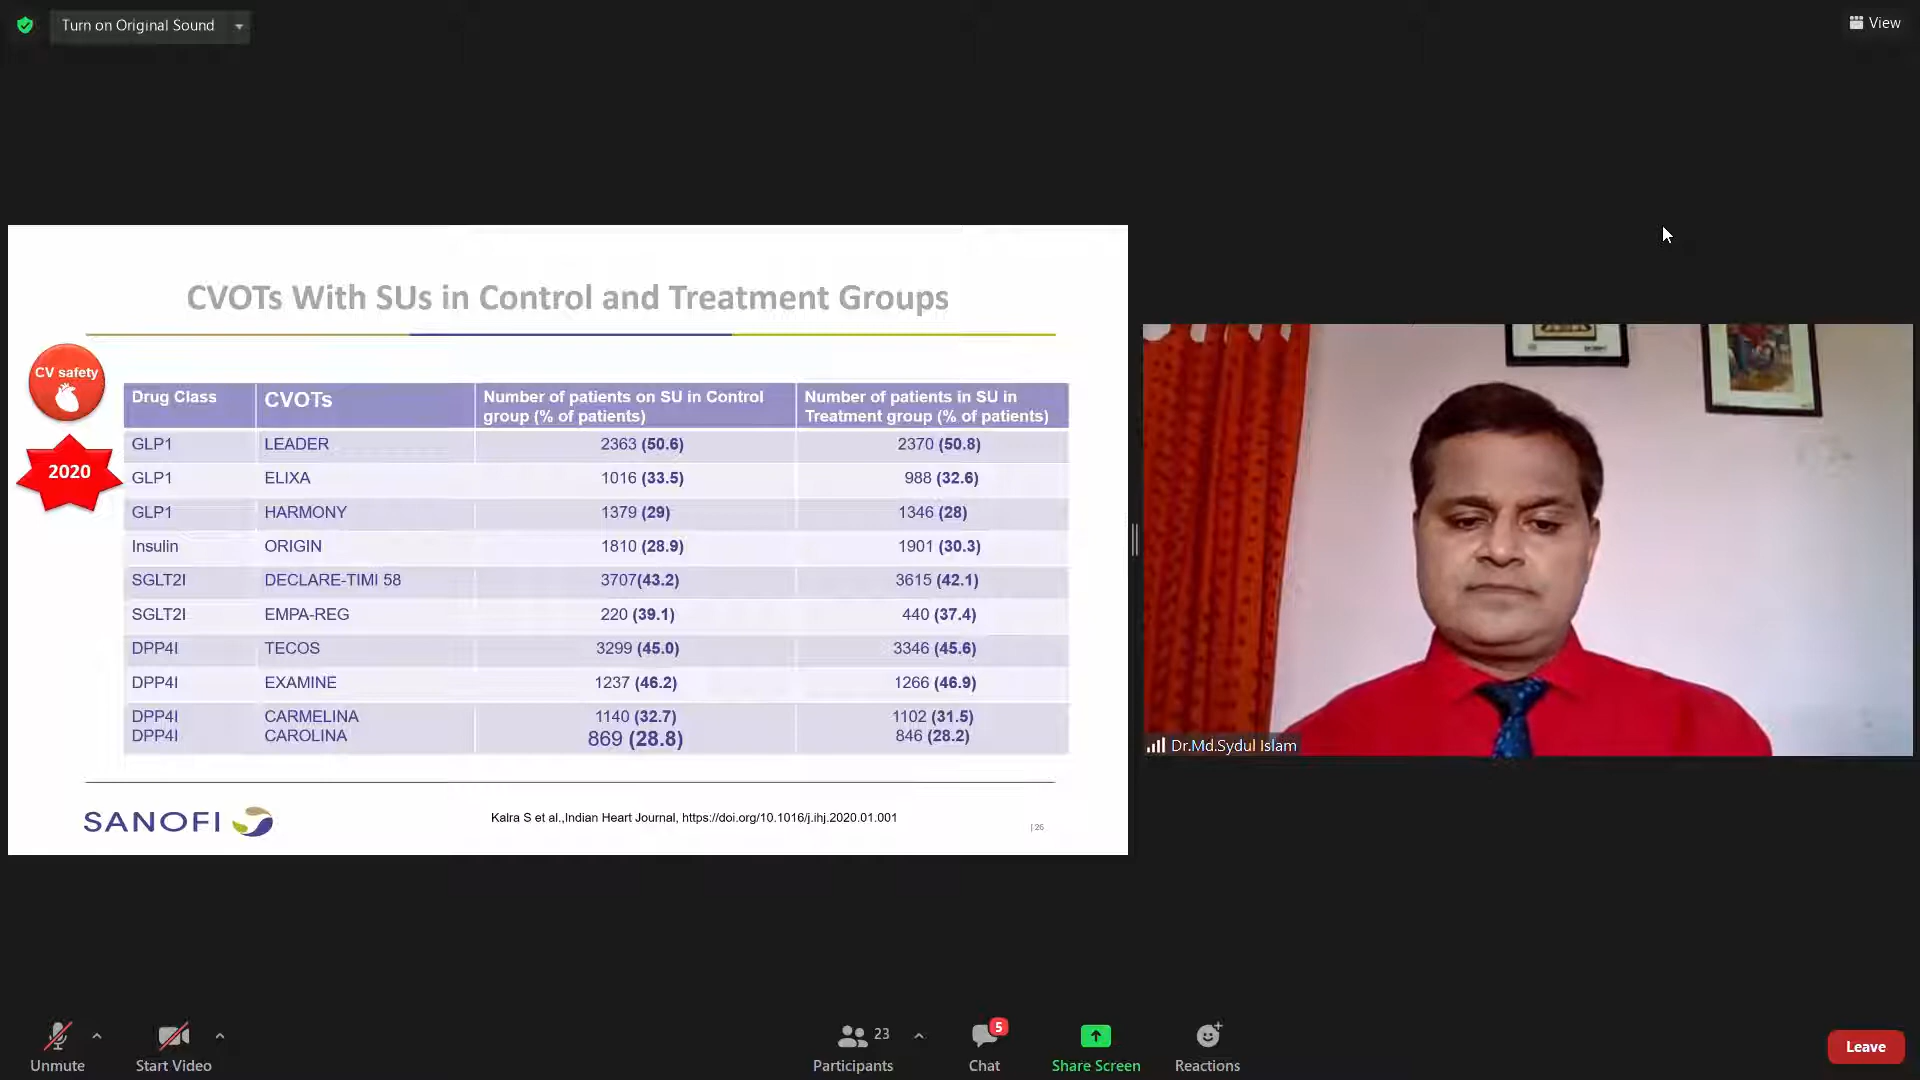 Turn on Original Sound
View
CVOTs With SUs in Control and Treatment Groups
CV safety
2020
Drug Class CVOTs Number of patients on SU in Control group (% of patients) Number of patients in SU in Treatment group (% of patients)
GLP1 LEADER 2363 (50.6) 2370 (50.8)
GLP1 ELIXA 1016 (33.5) 988 (32.6)
GLP1 HARMONY 1379 (29) 1346 (28)
Insulin ORIGIN 1810 (28.9) 1901 (30.3)
SGLT2I DECLARE-TIMI 58 3707(43.2) 3615 (42.1)
SGLT2I EMPA-REG 220 (39.1) 440 (37.4)
DPP4I TECOS 3299 (45.0) 3346 (45.6)
DPP4I EXAMINE 1237 (46.2) 1266 (46.9)
DPP4I CARMELINA 1140 (32.7) 1102 (31.5)
DPP4I CAROLINA 869 (28.8) 846 (28.2)
SANOFI
Kalra S et al.,Indian Heart Journal, https://doi.org/10.1016/j.ihj.2020.01.001
| 26
Dr.Md.Sydul Islam
Unmute
Start Video
23
Participants
5
Chat
Share Screen
Reactions
Leave